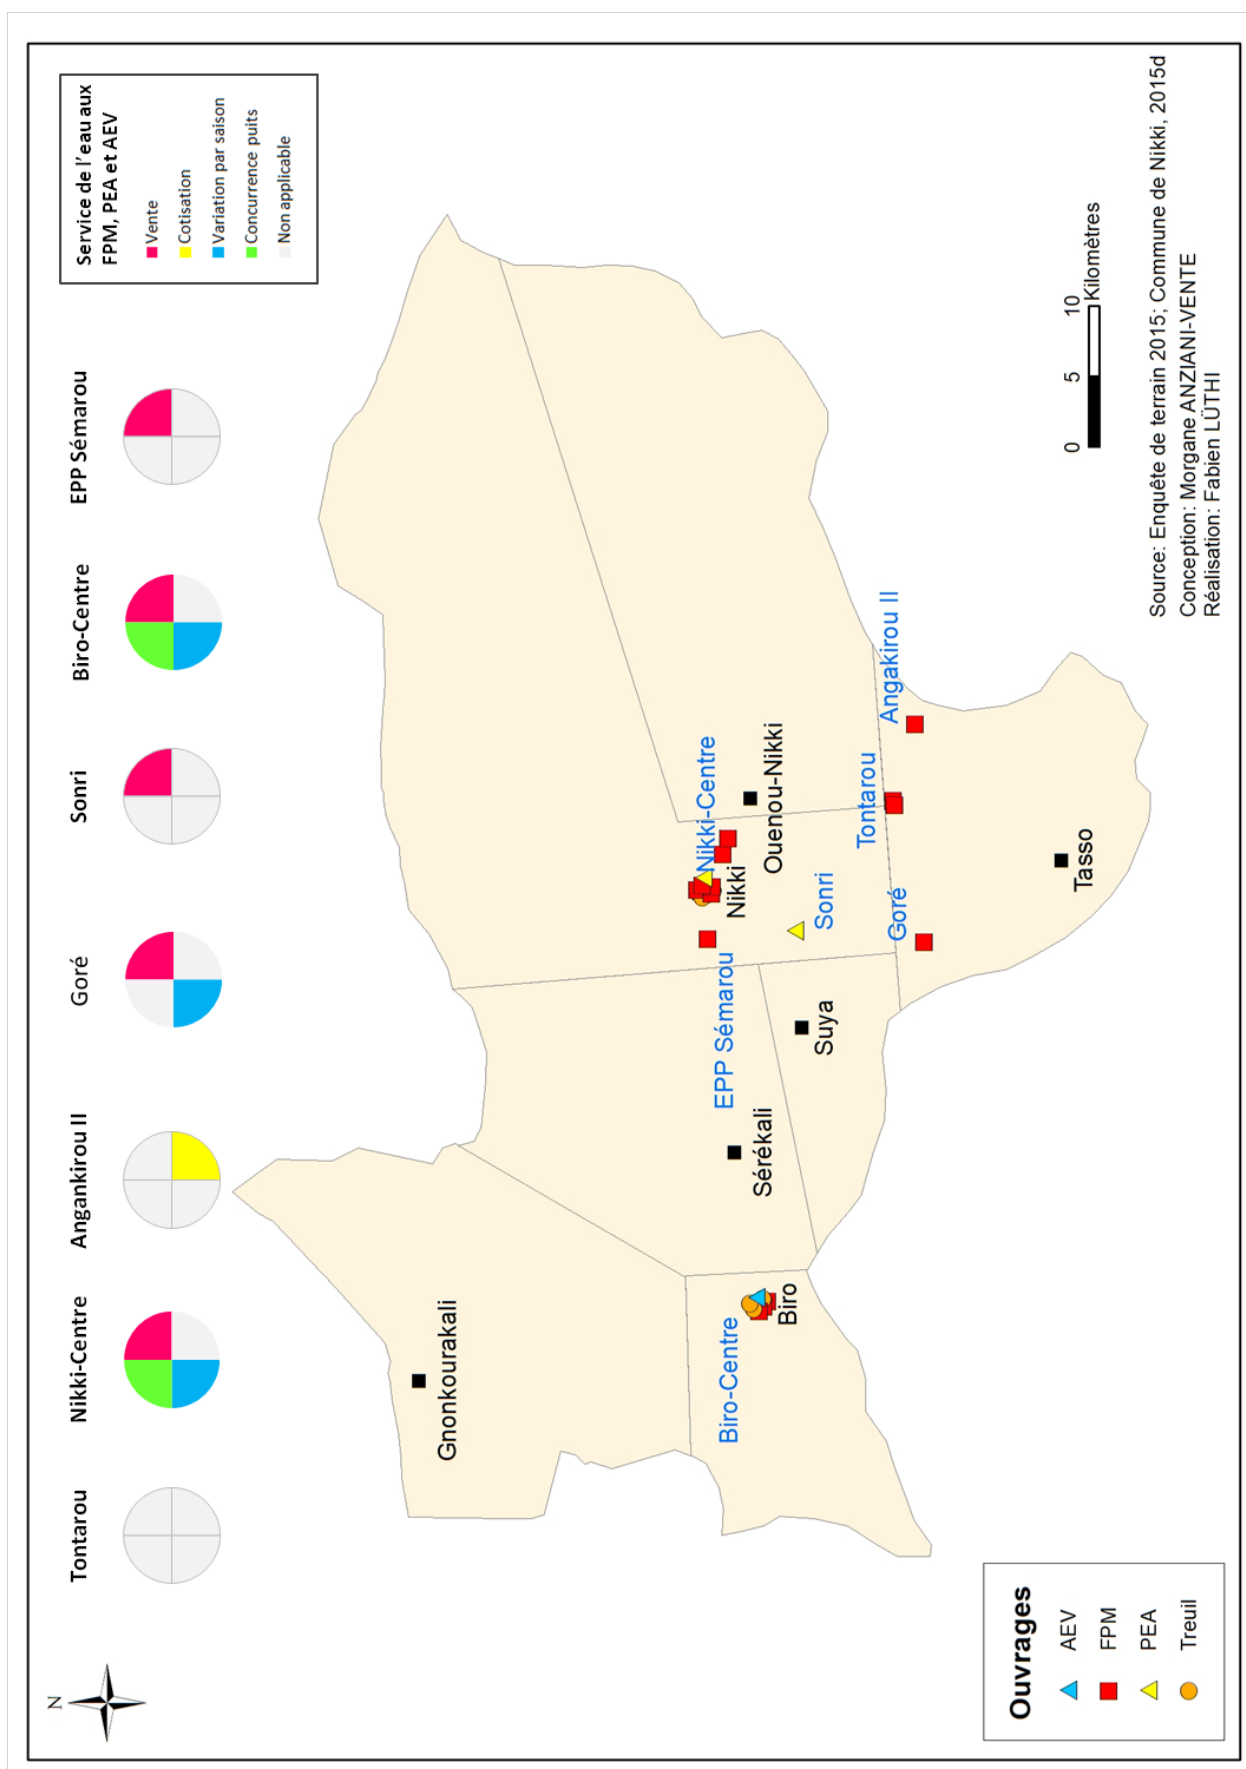 N
Tontarou
Nikki-Centre
Angankirou II
Goré
Sonri
Biro-Centre
EPP Sémarou
Service de l'eau aux
FPM, PEA et AEV
Vente
Cotisation
Variation par saison
Concurrence puits
Non applicable
Gnonkourakali
Biro-Centre
Biro
Sérékali
EPP Sémarou
Suya
Nikki-Centre
Nikki
Ouenou-Nikki
Sonri
Goré
Tontarou
Angakirou II
Tasso
Ouvrages
AEV
FPM
PEA
Treuil
0 5 10
Kilomètres
Source: Enquête de terrain 2015; Commune de Nikki, 2015d
Conception: Morgane ANZIANI-VENTE
Réalisation: Fabien LÜTHI